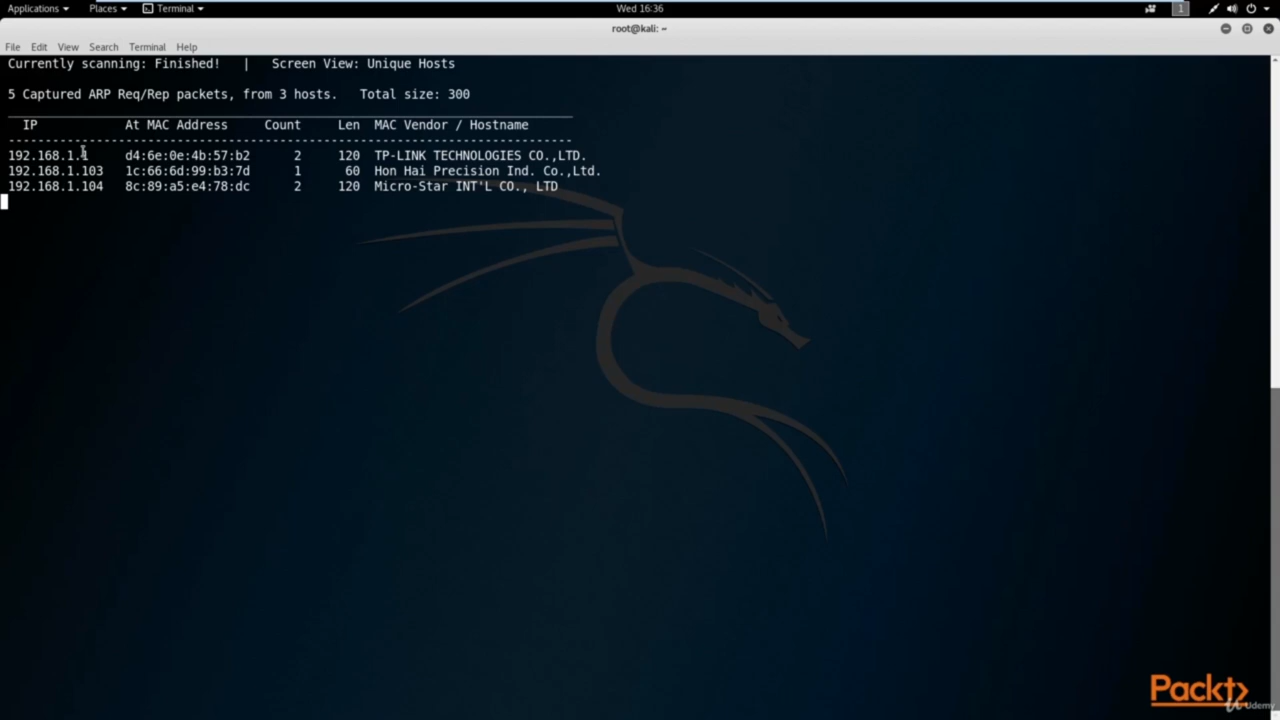 Applications Places Terminal Wed 16:36 1
root@kali: ~
File Edit View Search Terminal Help
Currently scanning: Finished! | Screen View: Unique Hosts
5 Captured ARP Req/Rep packets, from 3 hosts. Total size: 300
IP At MAC Address Count Len MAC Vendor / Hostname
192.168.1.1 d4:6e:0e:4b:57:b2 2 120 TP-LINK TECHNOLOGIES CO.,LTD.
192.168.1.103 1c:66:6d:99:b3:7d 1 60 Hon Hai Precision Ind. Co.,Ltd.
192.168.1.104 8c:89:a5:e4:78:dc 2 120 Micro-Star INT'L CO., LTD
Packt
Udemy